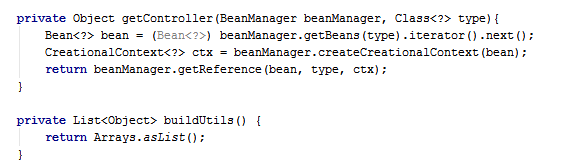 private Object getController(BeanManager beanManager, Class<?> type){
    Bean<?> bean = (Bean<?>) beanManager.getBeans(type).iterator().next();
    CreationalContext<?> ctx = beanManager.createCreationalContext(bean);
    return beanManager.getReference(bean, type, ctx);
}

private List<Object> buildUtils() {
    return Arrays.asList();
}